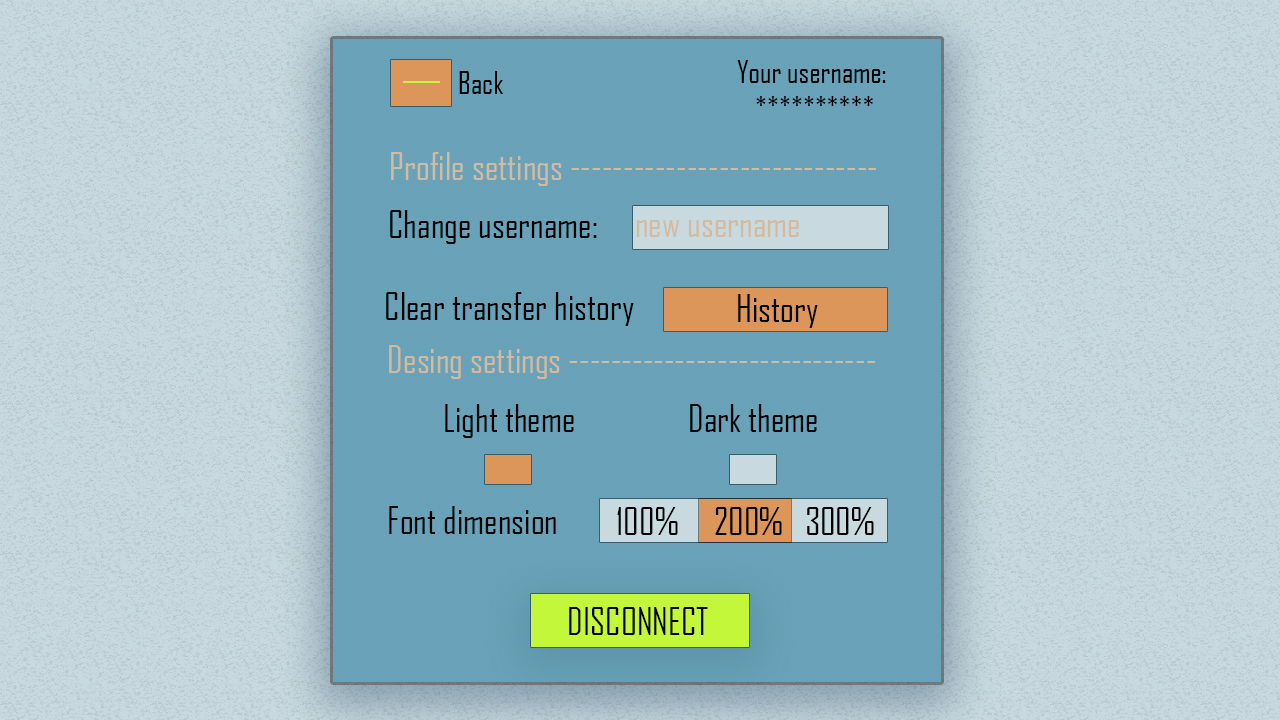 Back
Your username:
**********
Profile settings -----------------------------
Change username: new username
Clear transfer history History
Desing settings -----------------------------
Light theme Dark theme
Font dimension 100% 200% 300%
DISCONNECT